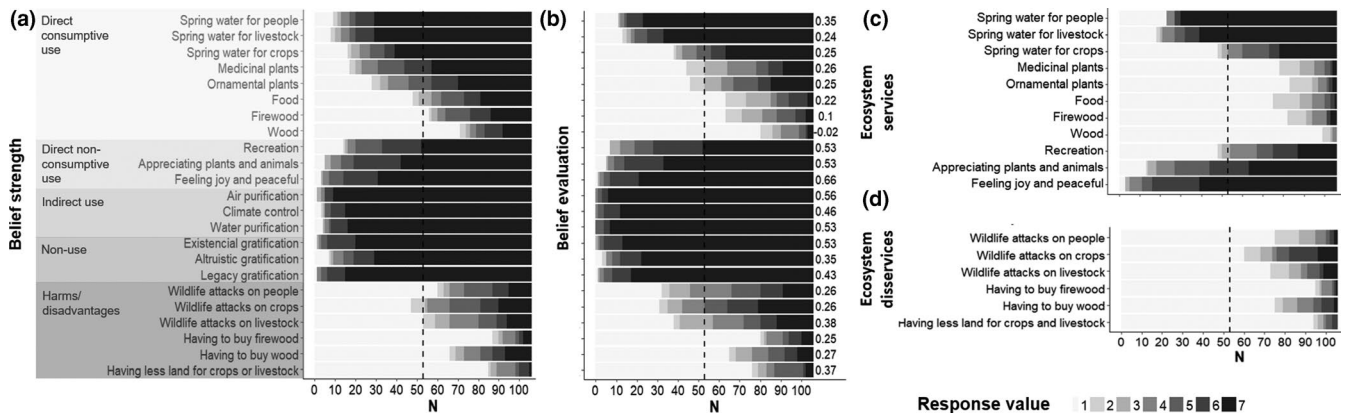 (a)
Belief strength
Direct
consumptive
use
Spring water for people
Spring water for livestock
Spring water for crops
Medicinal plants
Ornamental plants
Food
Firewood
Wood
Direct non-
consumptive
use
Recreation
Appreciating plants and animals
Feeling joy and peaceful
Indirect use
Air purification
Climate control
Water purification
Non-use
Existencial gratification
Altruistic gratification
Legacy gratification
Harms/
disadvantages
Wildlife attacks on people
Wildlife attacks on crops
Wildlife attacks on livestock
Having to buy firewood
Having to buy wood
Having less land for crops or livestock
0 10 20 30 40 50 60 70 80 90 100
N
(b)
Belief evaluation
0.35
0.24
0.25
0.26
0.25
0.22
0.1
-0.02
0.53
0.53
0.66
0.56
0.46
0.53
0.53
0.35
0.43
0.26
0.26
0.38
0.25
0.27
0.37
0 10 20 30 40 50 60 70 80 90 100
N
(c)
Ecosystem
services
Spring water for people
Spring water for livestock
Spring water for crops
Medicinal plants
Ornamental plants
Food
Firewood
Wood
Recreation
Appreciating plants and animals
Feeling joy and peaceful
(d)
Ecosystem
disservices
Wildlife attacks on people
Wildlife attacks on crops
Wildlife attacks on livestock
Having to buy firewood
Having to buy wood
Having less land for crops and livestock
0 10 20 30 40 50 60 70 80 90 100
N
Response value 1 2 3 4 5 6 7